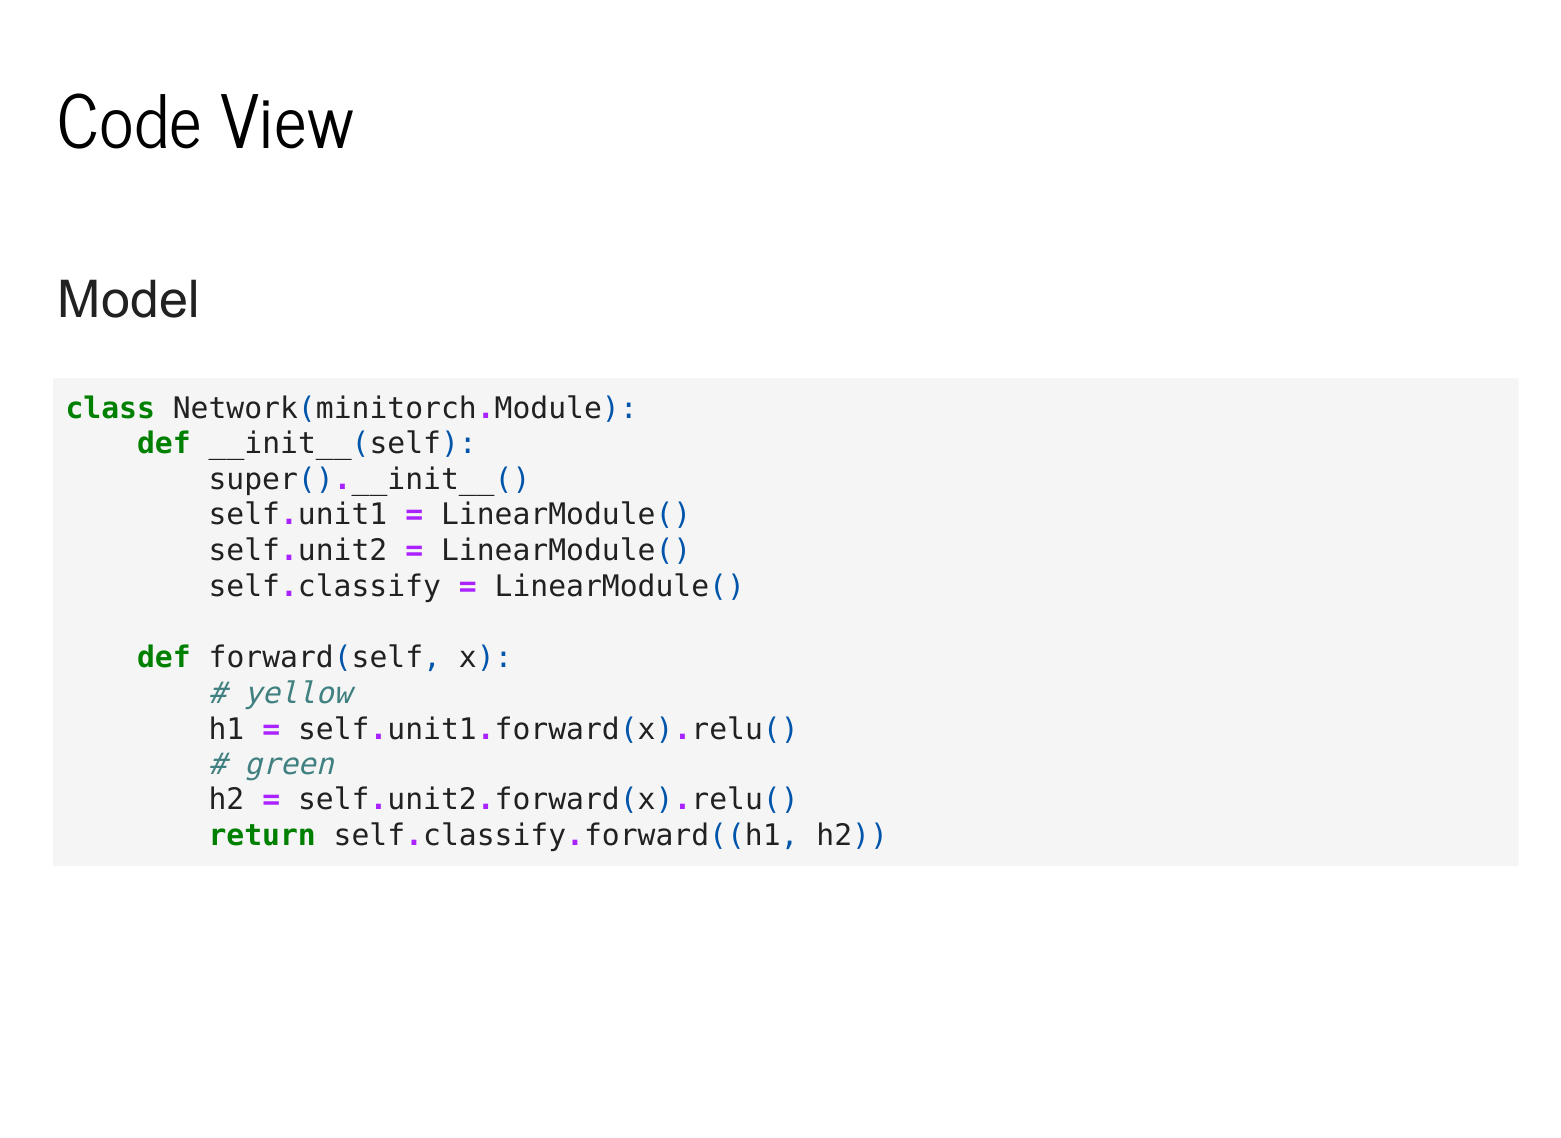 Code View
Model
class Network(minitorch.Module):
    def __init__(self):
        super().__init__()
        self.unit1 = LinearModule()
        self.unit2 = LinearModule()
        self.classify = LinearModule()

    def forward(self, x):
        # yellow
        h1 = self.unit1.forward(x).relu()
        # green
        h2 = self.unit2.forward(x).relu()
        return self.classify.forward((h1, h2))